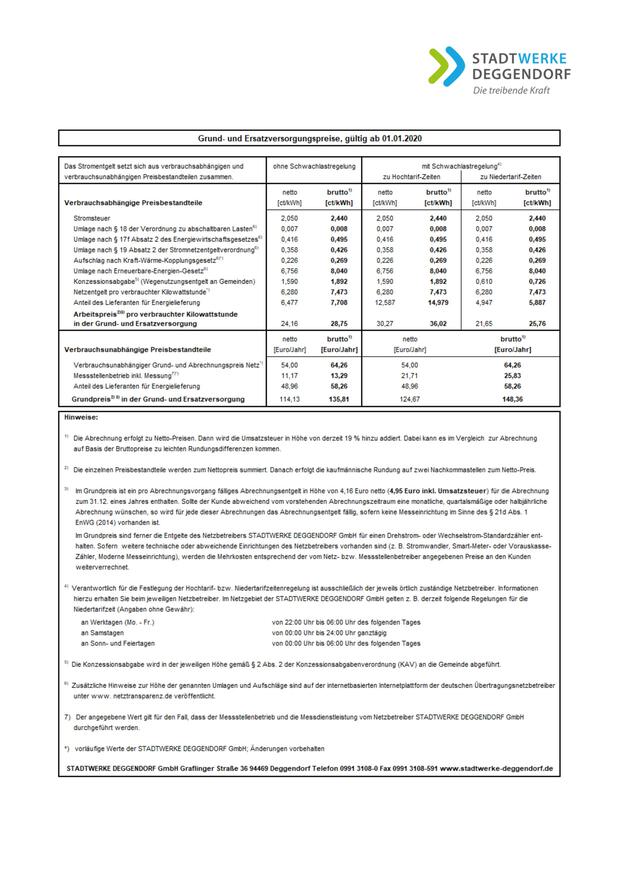 STADTWERKE
DEGGENDORF
Die treibende Kraft
Grund- und Ersatzversorgungspreise, gültig ab 01.01.2020
Das Stromentgelt setzt sich aus verbrauchsabhängigen und ohne Schwachlastregelung mit Schwachlastregelung⁴⁾
verbrauchsunabhängigen Preisbestandteilen zusammen. zu Hochtarif-Zeiten zu Niedertarif-Zeiten
netto brutto¹⁾ netto brutto¹⁾ netto brutto¹⁾
Verbrauchsabhängige Preisbestandteile [ct/kWh] [ct/kWh] [ct/kWh] [ct/kWh] [ct/kWh] [ct/kWh]
Stromsteuer 2,050 2,440 2,050 2,440 2,050 2,440
Umlage nach § 18 der Verordnung zu abschaltbaren Lasten⁶⁾ 0,007 0,008 0,007 0,008 0,007 0,008
Umlage nach § 17f Absatz 2 des Energiewirtschaftsgesetzes⁶⁾ 0,416 0,495 0,416 0,495 0,416 0,495
Umlage nach § 19 Absatz 2 der Stromnetzentgeltverordnung⁶⁾ 0,358 0,426 0,358 0,426 0,358 0,426
Aufschlag nach Kraft-Wärme-Kopplungsgesetz⁶⁾*⁾ 0,226 0,269 0,226 0,269 0,226 0,269
Umlage nach Erneuerbare-Energien-Gesetz⁶⁾ 6,756 8,040 6,756 8,040 6,756 8,040
Konzessionsabgabe⁵⁾ (Wegenutzungsentgelt an Gemeinden) 1,590 1,892 1,590 1,892 0,610 0,726
Netzentgelt pro verbrauchter Kilowattstunde*⁾ 6,280 7,473 6,280 7,473 6,280 7,473
Anteil des Lieferanten für Energielieferung 6,477 7,708 12,587 14,979 4,947 5,887
Arbeitspreis²⁾⁶⁾ pro verbrauchter Kilowattstunde
in der Grund- und Ersatzversorgung 24,16 28,75 30,27 36,02 21,65 25,76
netto brutto¹⁾ netto brutto¹⁾
Verbrauchsunabhängige Preisbestandteile [Euro/Jahr] [Euro/Jahr] [Euro/Jahr] [Euro/Jahr]
Verbrauchsunabhängiger Grund- und Abrechnungspreis Netz*⁾ 54,00 64,26 54,00 64,26
Messstellenbetrieb inkl. Messung*⁾⁷⁾ 11,17 13,29 21,71 25,83
Anteil des Lieferanten für Energielieferung 48,96 58,26 48,96 58,26
Grundpreis²⁾³⁾ in der Grund- und Ersatzversorgung 114,13 135,81 124,67 148,36
Hinweise:
¹⁾ Die Abrechnung erfolgt zu Netto-Preisen. Dann wird die Umsatzsteuer in Höhe von derzeit 19 % hinzu addiert. Dabei kann es im Vergleich zur Abrechnung
auf Basis der Bruttopreise zu leichten Rundungsdifferenzen kommen.
²⁾ Die einzelnen Preisbestandteile werden zum Nettopreis summiert. Danach erfolgt die kaufmännische Rundung auf zwei Nachkommastellen zum Netto-Preis.
³⁾ Im Grundpreis ist ein pro Abrechnungsvorgang fälliges Abrechnungsentgelt in Höhe von 4,16 Euro netto (4,95 Euro inkl. Umsatzsteuer) für die Abrechnung
zum 31.12. eines Jahres enthalten. Sollte der Kunde abweichend vom vorstehenden Abrechnungszeitraum eine monatliche, quartalsmäßige oder halbjährliche
Abrechnung wünschen, so wird für jede dieser Abrechnungen das Abrechnungsentgelt fällig, sofern keine Messeinrichtung im Sinne des § 21d Abs. 1
EnWG (2014) vorhanden ist.
Im Grundpreis sind ferner die Entgelte des Netzbetreibers STADTWERKE DEGGENDORF GmbH für einen Drehstrom- oder Wechselstrom-Standardzähler ent-
halten. Sofern weitere technische oder abweichende Einrichtungen des Netzbetreibers vorhanden sind (z. B. Stromwandler, Smart-Meter- oder Vorauskasse-
Zähler, Moderne Messeinrichtung), werden die Mehrkosten entsprechend der vom Netz- bzw. Messstellenbetreiber angegebenen Preise an den Kunden
weiterverrechnet.
⁴⁾ Verantwortlich für die Festlegung der Hochtarif- bzw. Niedertarifzeitenregelung ist ausschließlich der jeweils örtlich zuständige Netzbetreiber. Informationen
hierzu erhalten Sie beim jeweiligen Netzbetreiber. Im Netzgebiet der STADTWERKE DEGGENDORF GmbH gelten z. B. derzeit folgende Regelungen für die
Niedertarifzeit (Angaben ohne Gewähr):
an Werktagen (Mo. - Fr.) von 22:00 Uhr bis 06:00 Uhr des folgenden Tages
an Samstagen von 00:00 Uhr bis 24:00 Uhr ganztägig
an Sonn- und Feiertagen von 00:00 Uhr bis 06:00 Uhr des folgenden Tages
⁵⁾ Die Konzessionsabgabe wird in der jeweiligen Höhe gemäß § 2 Abs. 2 der Konzessionsabgabenverordnung (KAV) an die Gemeinde abgeführt.
⁶⁾ Zusätzliche Hinweise zur Höhe der genannten Umlagen und Aufschläge sind auf der internetbasierten Internetplattform der deutschen Übertragungsnetzbetreiber
unter www. netztransparenz.de veröffentlicht.
7) Der angegebene Wert gilt für den Fall, dass der Messstellenbetrieb und die Messdienstleistung vom Netzbetreiber STADTWERKE DEGGENDORF GmbH
durchgeführt werden.
*) vorläufige Werte der STADTWERKE DEGGENDORF GmbH; Änderungen vorbehalten
STADTWERKE DEGGENDORF GmbH Graflinger Straße 36 94469 Deggendorf Telefon 0991 3108-0 Fax 0991 3108-591 www.stadtwerke-deggendorf.de